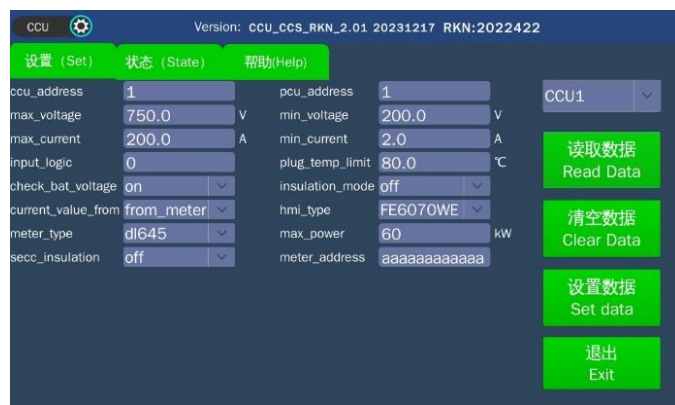 CCU Version: CCU_CCS_RKN_2.01 20231217 RKN:2022422
设置 (Set) 状态 (State) 帮助(Help)
ccu_address 1 pcu_address 1 CCU1
max_voltage 750.0 V min_voltage 200.0 V
max_current 200.0 A min_current 2.0 A
input_logic 0 plug_temp_limit 80.0 ℃
check_bat_voltage on insulation_mode off
current_value_from from_meter hmi_type FE6070WE
meter_type dl645 max_power 60 kW
secc_insulation off meter_address aaaaaaaaaaaa
读取数据
Read Data
清空数据
Clear Data
设置数据
Set data
退出
Exit